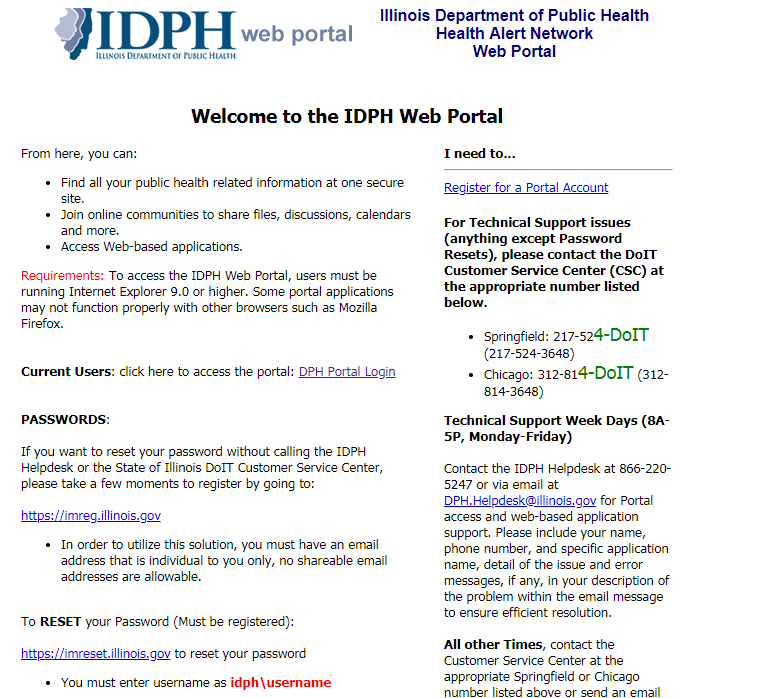 IDPH web portal
ILLINOIS DEPARTMENT OF PUBLIC HEALTH
Illinois Department of Public Health
Health Alert Network
Web Portal
Welcome to the IDPH Web Portal
From here, you can:
• Find all your public health related information at one secure
site.
• Join online communities to share files, discussions, calendars
and more.
• Access Web-based applications.
Requirements: To access the IDPH Web Portal, users must be
running Internet Explorer 9.0 or higher. Some portal applications
may not function properly with other browsers such as Mozilla
Firefox.
Current Users: click here to access the portal: DPH Portal Login
PASSWORDS:
If you want to reset your password without calling the IDPH
Helpdesk or the State of Illinois DoIT Customer Service Center,
please take a few moments to register by going to:
https://imreg.illinois.gov
• In order to utilize this solution, you must have an email
address that is individual to you only, no shareable email
addresses are allowable.
To RESET your Password (Must be registered):
https://imreset.illinois.gov to reset your password
• You must enter username as idph\username
I need to...
Register for a Portal Account
For Technical Support issues
(anything except Password
Resets), please contact the DoIT
Customer Service Center (CSC) at
the appropriate number listed
below.
• Springfield: 217-524-DoIT
(217-524-3648)
• Chicago: 312-814-DoIT (312-
814-3648)
Technical Support Week Days (8A-
5P, Monday-Friday)
Contact the IDPH Helpdesk at 866-220-
5247 or via email at
DPH.Helpdesk@illinois.gov for Portal
access and web-based application
support. Please include your name,
phone number, and specific application
name, detail of the issue and error
messages, if any, in your description of
the problem within the email message
to ensure efficient resolution.
All other Times, contact the
Customer Service Center at the
appropriate Springfield or Chicago
number listed above or send an email